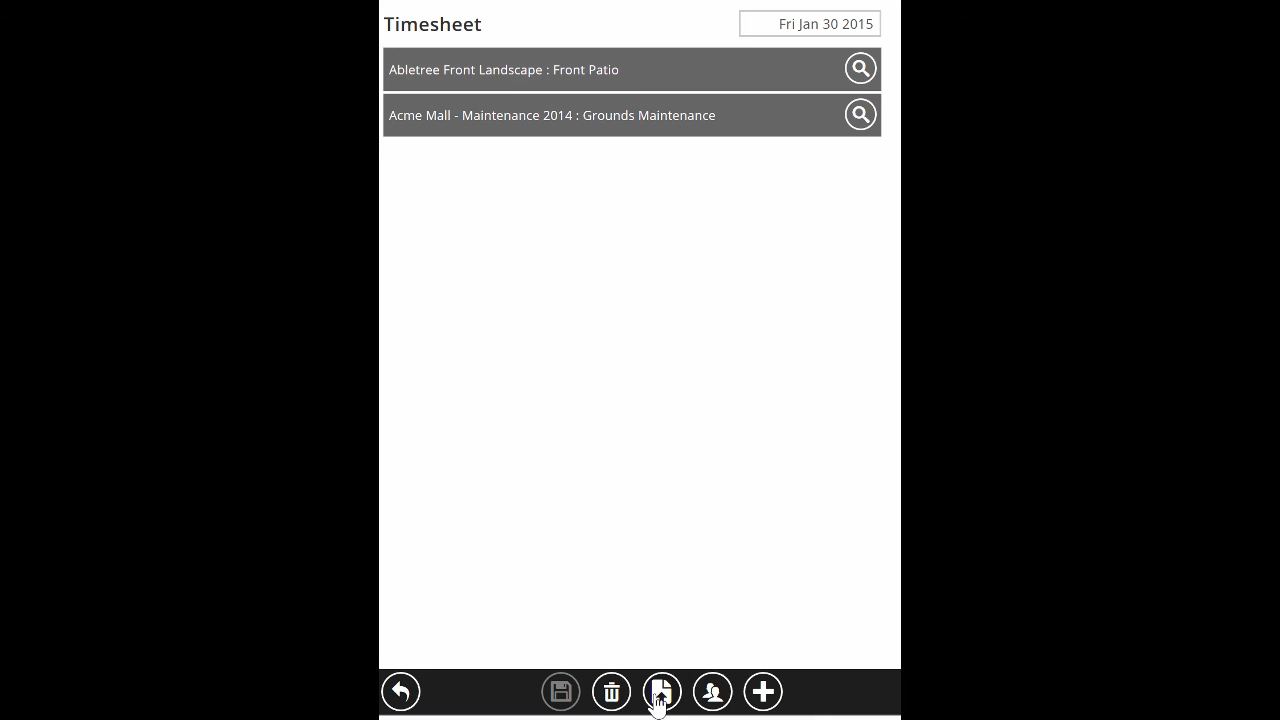 Timesheet
Fri Jan 30 2015
Abletree Front Landscape : Front Patio
Acme Mall - Maintenance 2014 : Grounds Maintenance